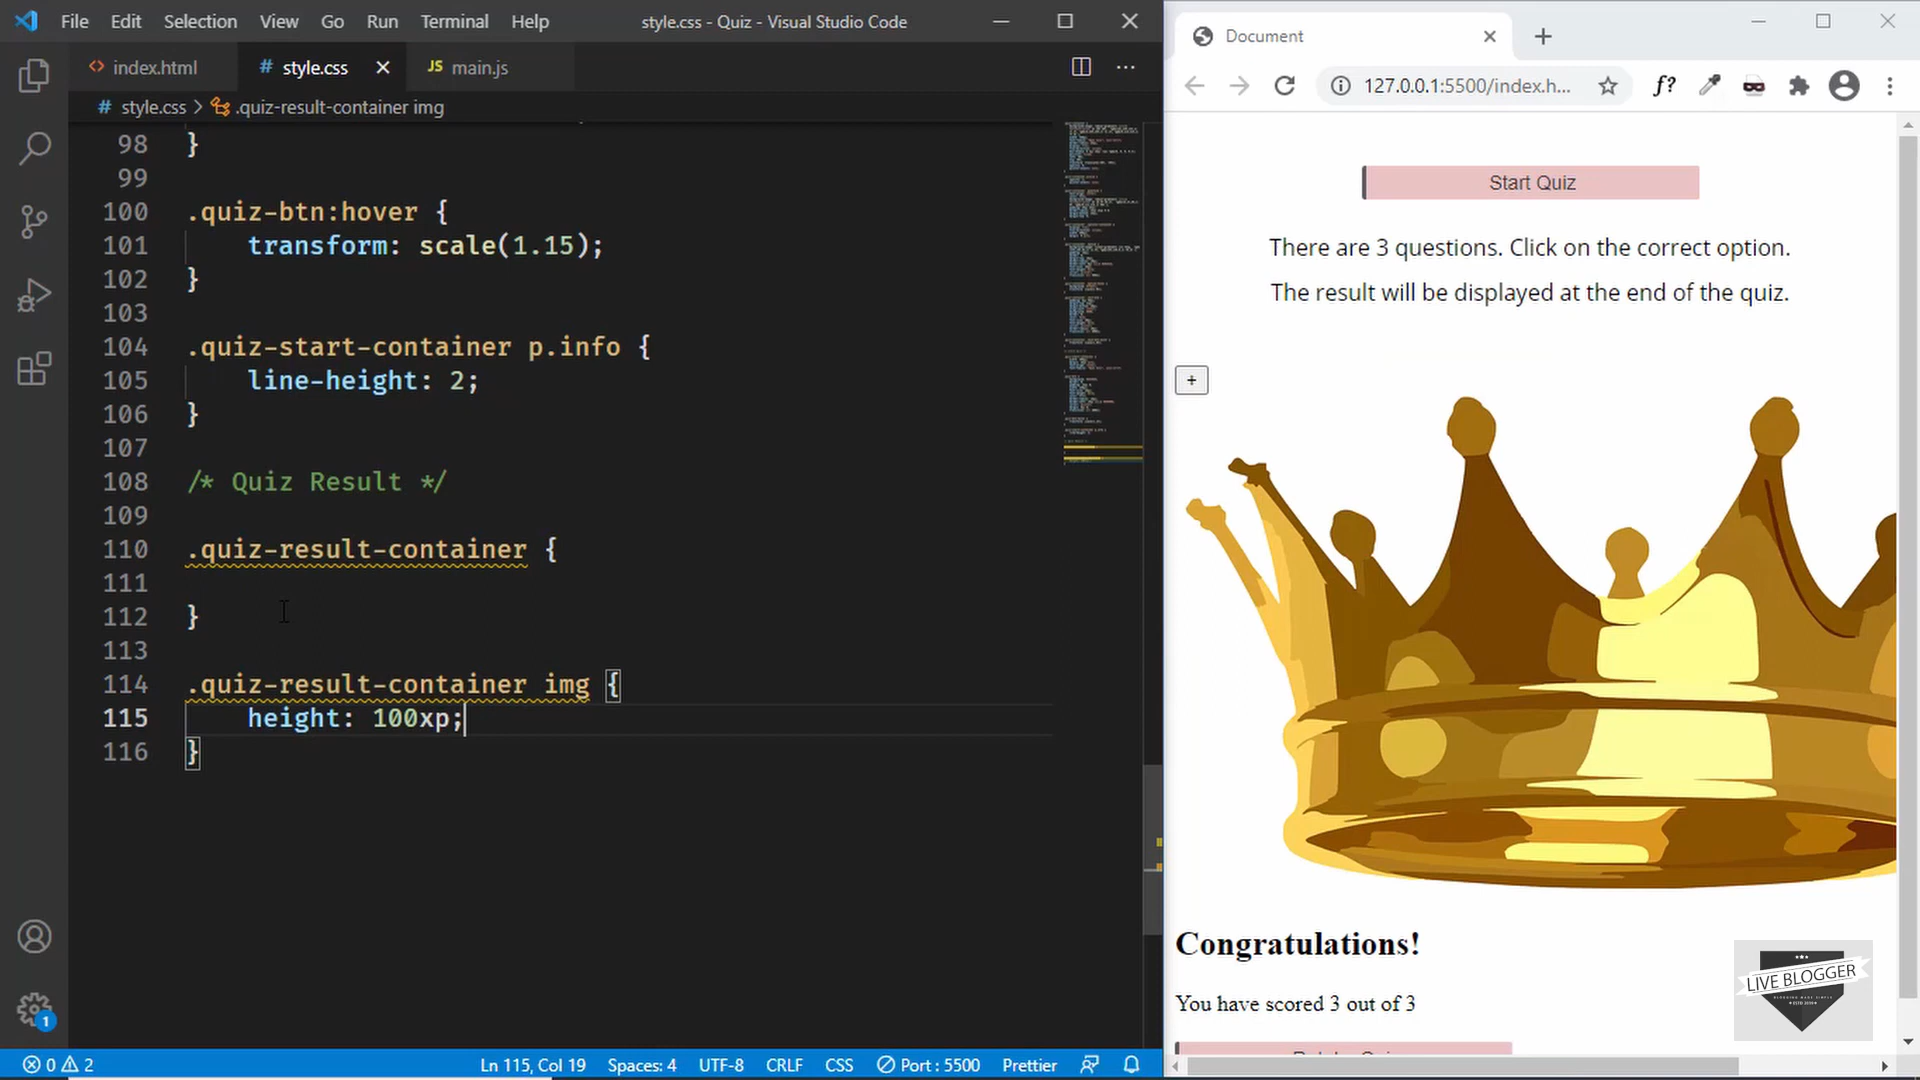 File Edit Selection View Go Run Terminal Help style.css - Quiz - Visual Studio Code
index.html style.css main.js
style.css > .quiz-result-container img
98 }
99
100 .quiz-btn:hover {
101 transform: scale(1.15);
102 }
103
104 .quiz-start-container p.info {
105 line-height: 2;
106 }
107
108 /* Quiz Result */
109
110 .quiz-result-container {
111
112 }
113
114 .quiz-result-container img {
115 height: 100xp;
116 }
1
0 2 Ln 115, Col 19 Spaces: 4 UTF-8 CRLF CSS Port : 5500 Prettier
Document
127.0.0.1:5500/index.h...
f?
Start Quiz
There are 3 questions. Click on the correct option.
The result will be displayed at the end of the quiz.
+
Congratulations!
You have scored 3 out of 3
LIVE BLOGGER